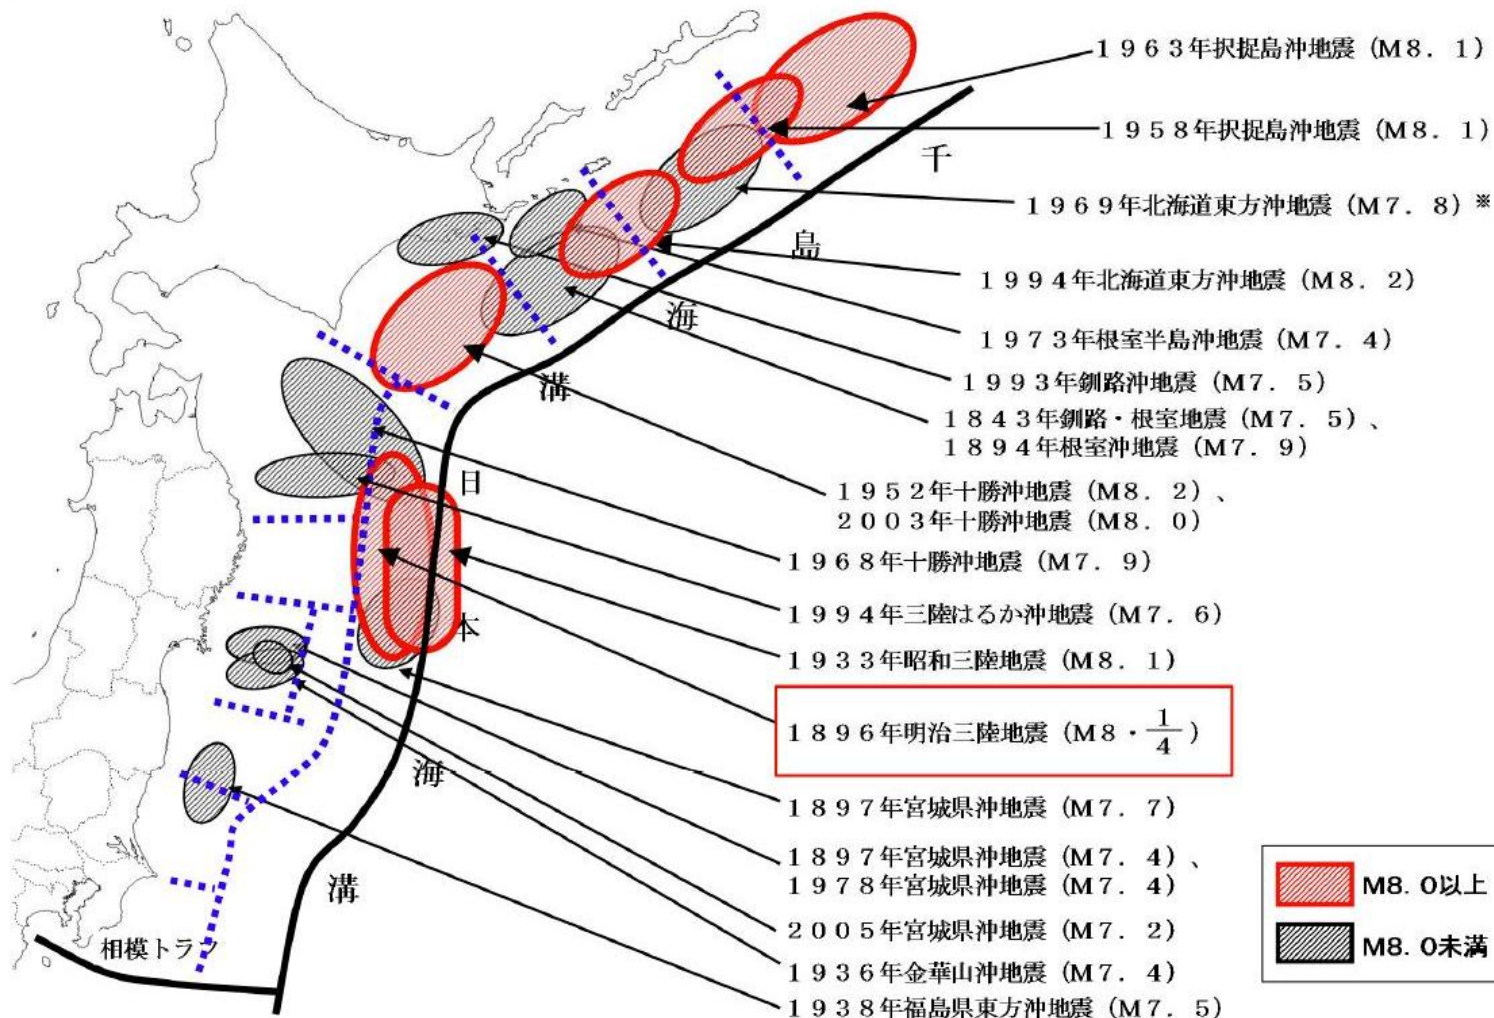 1963年択捉島沖地震(M8.1)
1958年択捉島沖地震(M8.1)
1969年北海道東方沖地震(M7.8)※
1994年北海道東方沖地震(M8.2)
1973年根室半島沖地震(M7.4)
1993年釧路沖地震(M7.5)
1843年釧路・根室地震(M7.5)、
1894年根室沖地震(M7.9)
1952年十勝沖地震(M8.2)、
2003年十勝沖地震(M8.0)
1968年十勝沖地震(M7.9)
1994年三陸はるか沖地震(M7.6)
1933年昭和三陸地震(M8.1)
1896年明治三陸地震(M8・1/4)
1897年宮城県沖地震(M7.7)
1897年宮城県沖地震(M7.4)、
1978年宮城県沖地震(M7.4)
2005年宮城県沖地震(M7.2)
1936年金華山沖地震(M7.4)
1938年福島県東方沖地震(M7.5)
千島海溝
日本海溝
相模トラフ
M8.0以上
M8.0未満